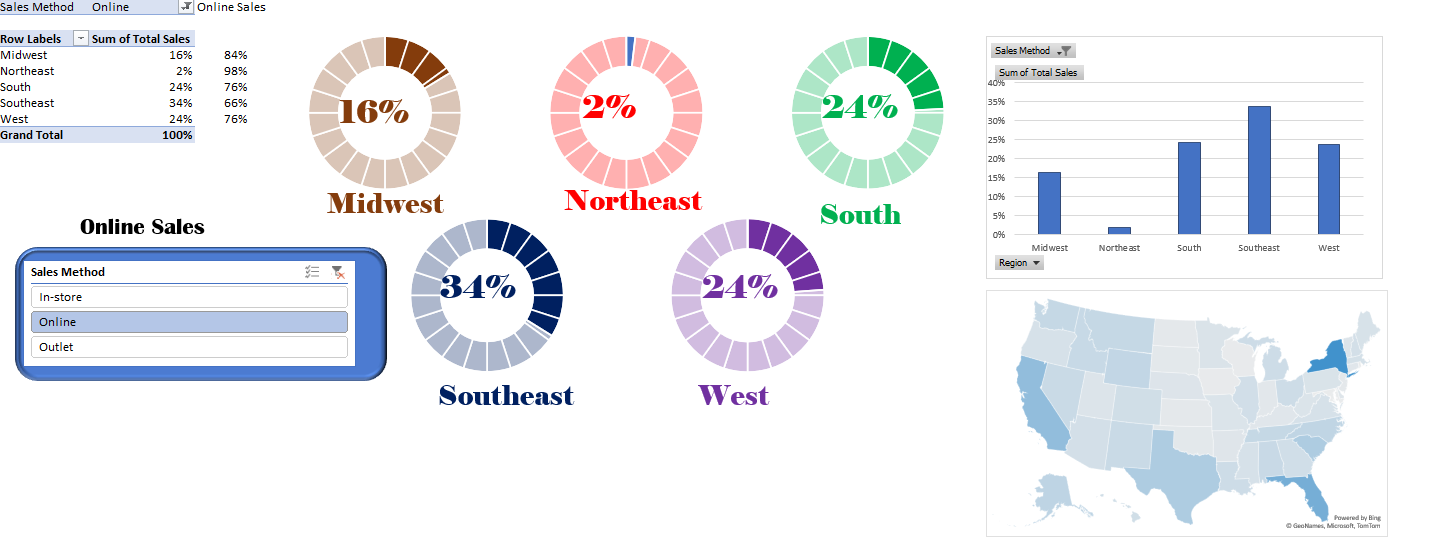 Sales Method Online Online Sales
Row Labels Sum of Total Sales
Midwest 16% 84%
Northeast 2% 98%
South 24% 76%
Southeast 34% 66%
West 24% 76%
Grand Total 100%
16%
Midwest
2%
Northeast
24%
South
34%
Southeast
24%
West
Online Sales
Sales Method
In-store
Online
Outlet
Sales Method
Sum of Total Sales
40%
35%
30%
25%
20%
15%
10%
5%
0%
Midwest Northeast South Southeast West
Region
Powered by Bing
© GeoNames, Microsoft, TomTom